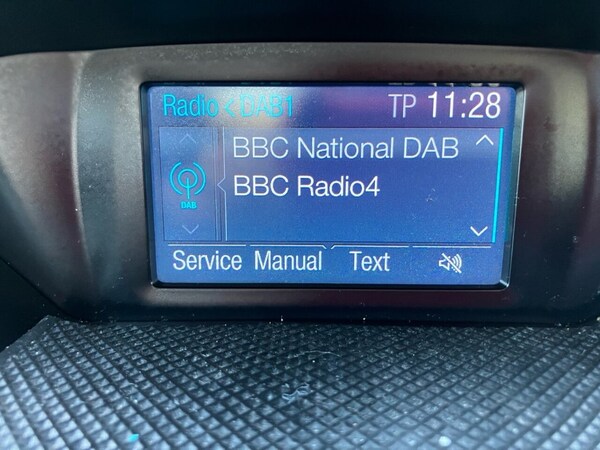 Radio < DAB1 TP 11:28
BBC National DAB
BBC Radio4
DAB
Service Manual Text